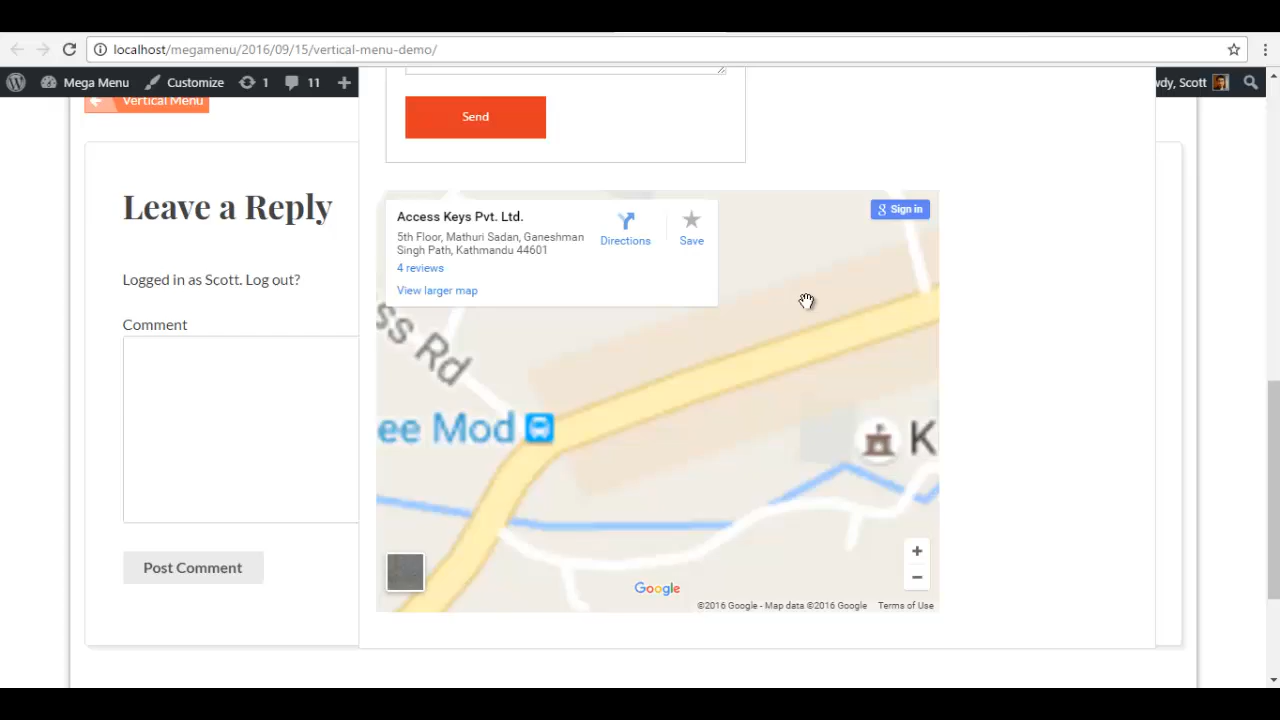 localhost/megamenu/2016/09/15/vertical-menu-demo/
Mega Menu
Customize
1
11
Scott
Vertical Menu
Send
Leave a Reply
Logged in as Scott. Log out?
Comment
Post Comment
Access Keys Pvt. Ltd.
5th Floor, Mathuri Sadan, Ganeshman
Singh Path, Kathmandu 44601
4 reviews
View larger map
Directions
Save
Sign in
Rd
Mod
Google
©2016 Google - Map data ©2016 Google
Terms of Use